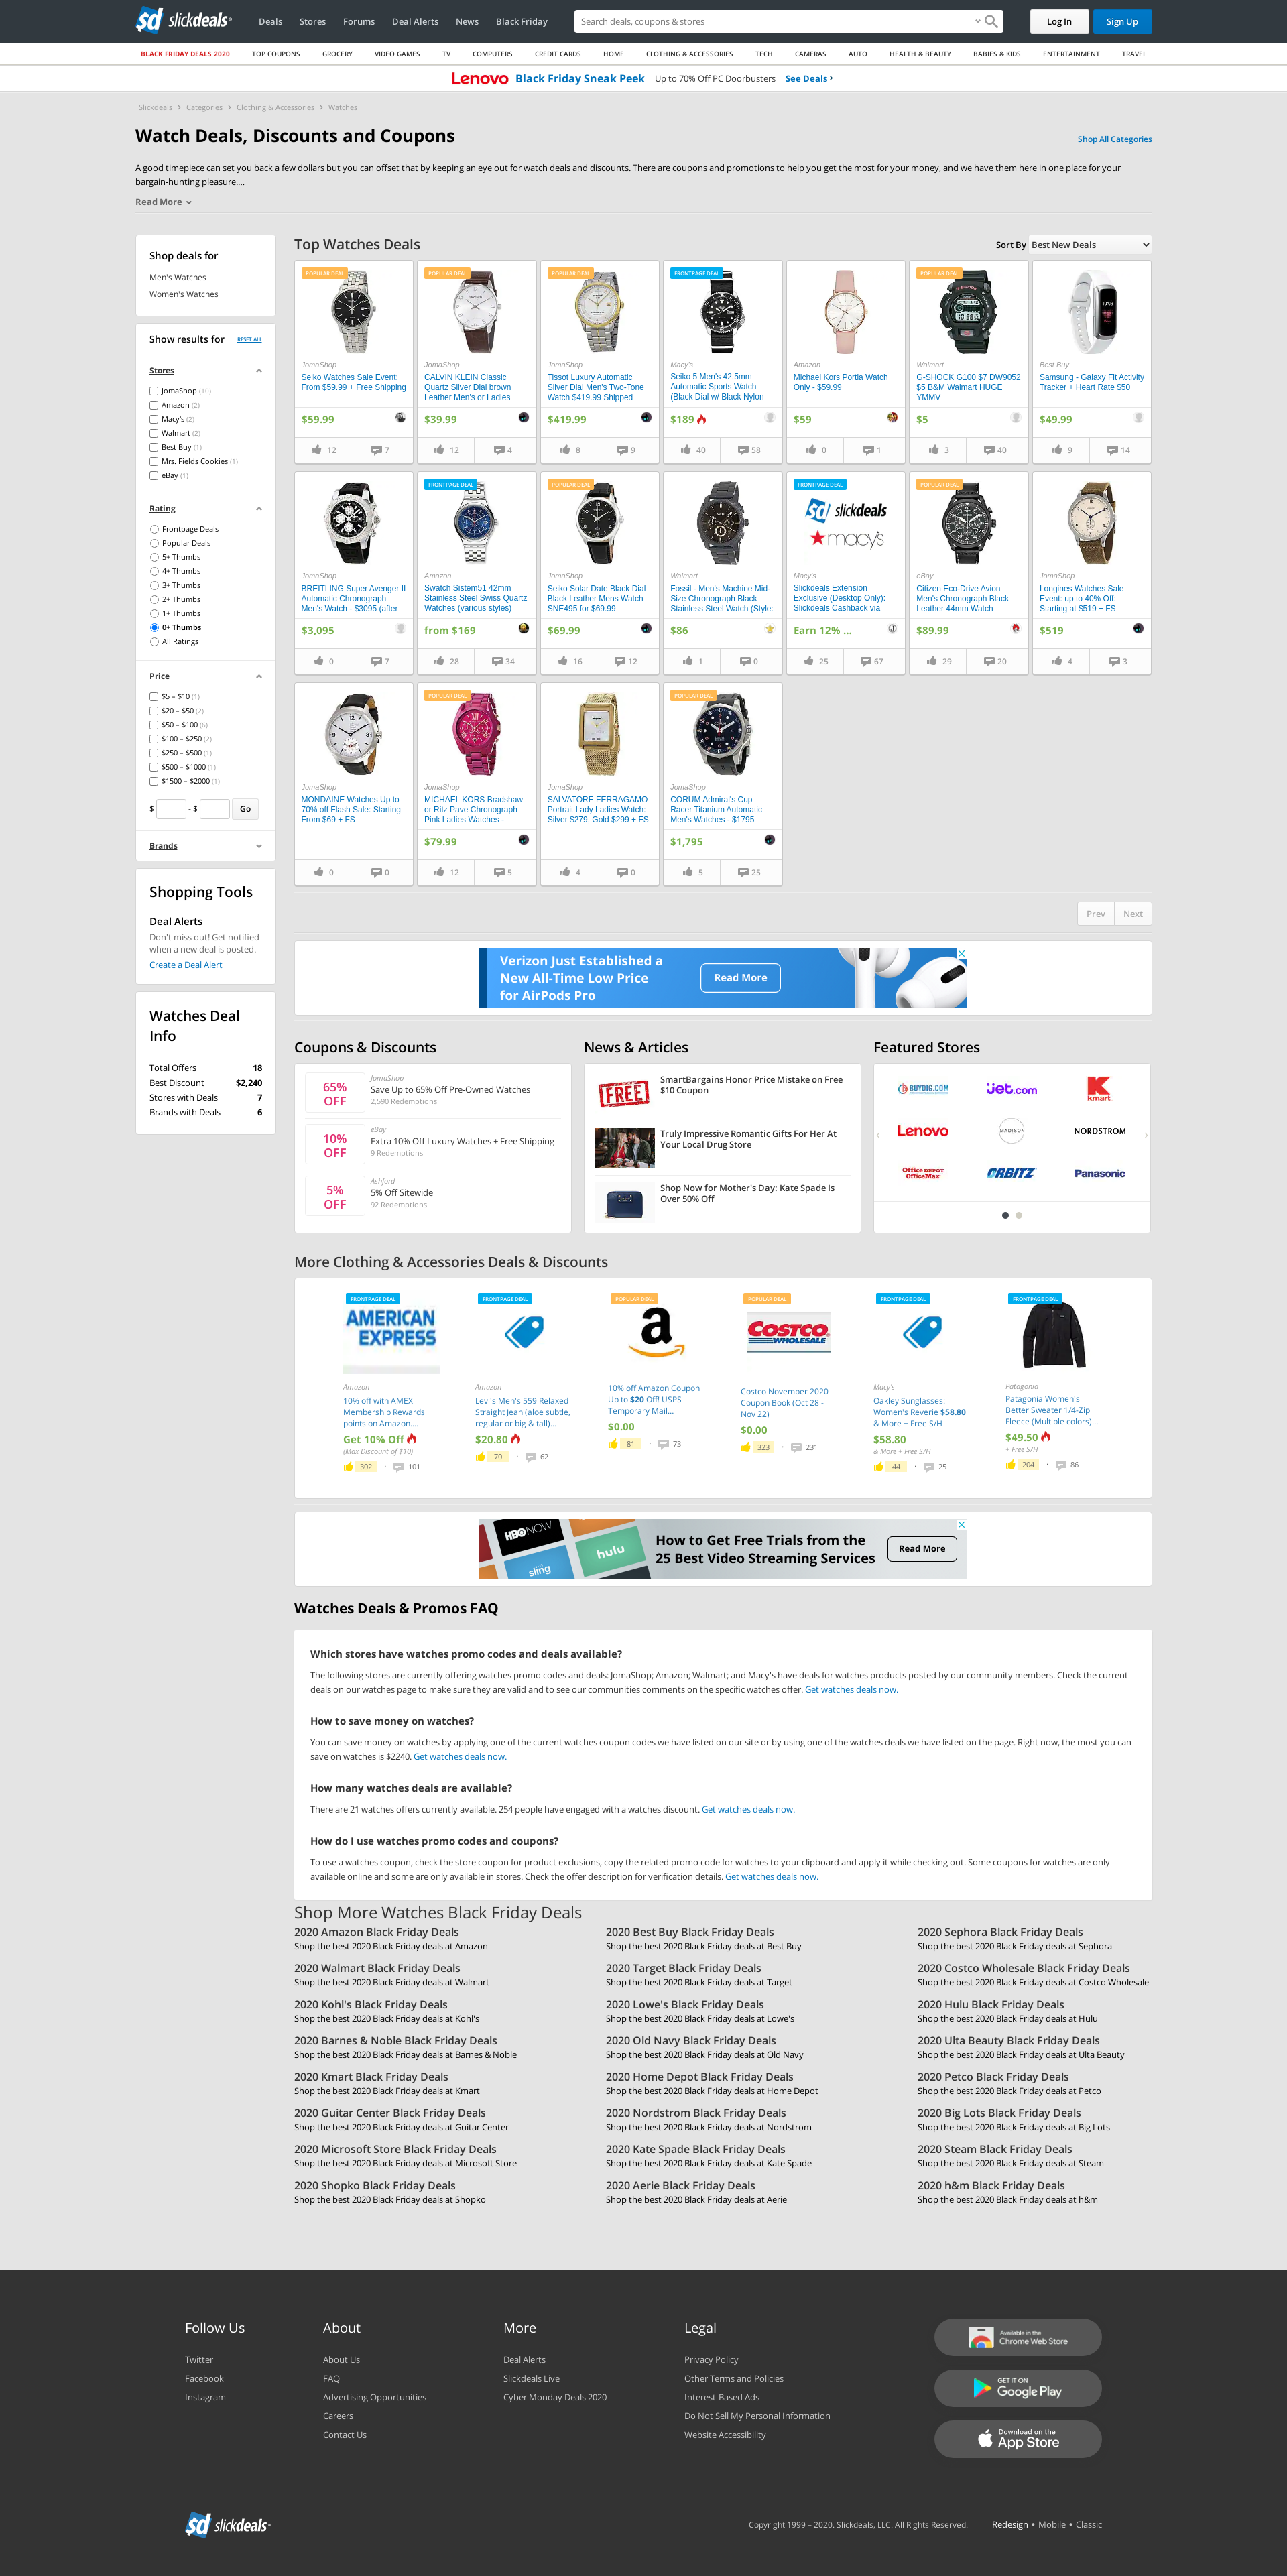 sd slickdeals
Deals
Stores
Forums
Deal Alerts
News
Black Friday
Search deals, coupons & stores
Log In
Sign Up
BLACK FRIDAY DEALS 2020
TOP COUPONS
GROCERY
VIDEO GAMES
TV
COMPUTERS
CREDIT CARDS
HOME
CLOTHING & ACCESSORIES
TECH
CAMERAS
AUTO
HEALTH & BEAUTY
BABIES & KIDS
ENTERTAINMENT
TRAVEL
Lenovo Black Friday Sneak Peek Up to 70% Off PC Doorbusters See Deals ›
Slickdeals > Categories > Clothing & Accessories > Watches
Watch Deals, Discounts and Coupons
Shop All Categories
A good timepiece can set you back a few dollars but you can offset that by keeping an eye out for watch deals and discounts. There are coupons and promotions to help you get the most for your money, and we have them here in one place for your
bargain-hunting pleasure....
Read More
Shop deals for
Men's Watches
Women's Watches
Show results for RESET ALL
Stores
JomaShop (10)
Amazon (2)
Macy's (2)
Walmart (2)
Best Buy (1)
Mrs. Fields Cookies (1)
eBay (1)
Rating
Frontpage Deals
Popular Deals
5+ Thumbs
4+ Thumbs
3+ Thumbs
2+ Thumbs
1+ Thumbs
0+ Thumbs
All Ratings
Price
$5 – $10 (1)
$20 – $50 (2)
$50 – $100 (6)
$100 – $250 (2)
$250 – $500 (1)
$500 – $1000 (1)
$1500 – $2000 (1)
$ - $ Go
Brands
Shopping Tools
Deal Alerts
Don't miss out! Get notified
when a new deal is posted.
Create a Deal Alert
Watches Deal
Info
Total Offers 18
Best Discount $2,240
Stores with Deals 7
Brands with Deals 6
Top Watches Deals
Sort By Best New Deals
POPULAR DEAL
JomaShop
Seiko Watches Sale Event:
From $59.99 + Free Shipping
$59.99
12 7
POPULAR DEAL
JomaShop
CALVIN KLEIN Classic
Quartz Silver Dial brown
Leather Men's or Ladies
$39.99
12 4
POPULAR DEAL
JomaShop
Tissot Luxury Automatic
Silver Dial Men's Two-Tone
Watch $419.99 Shipped
$419.99
8 9
FRONTPAGE DEAL
Macy's
Seiko 5 Men's 42.5mm
Automatic Sports Watch
(Black Dial w/ Black Nylon
$189
40 58
Amazon
Michael Kors Portia Watch
Only - $59.99
$59
0 1
POPULAR DEAL
Walmart
G-SHOCK G100 $7 DW9052
$5 B&M Walmart HUGE
YMMV
$5
3 40
Best Buy
Samsung - Galaxy Fit Activity
Tracker + Heart Rate $50
$49.99
9 14
JomaShop
BREITLING Super Avenger II
Automatic Chronograph
Men's Watch - $3095 (after
$3,095
0 7
FRONTPAGE DEAL
Amazon
Swatch Sistem51 42mm
Stainless Steel Swiss Quartz
Watches (various styles)
from $169
28 34
POPULAR DEAL
JomaShop
Seiko Solar Date Black Dial
Black Leather Mens Watch
SNE495 for $69.99
$69.99
16 12
Walmart
Fossil - Men's Machine Mid-
Size Chronograph Black
Stainless Steel Watch (Style:
$86
1 0
FRONTPAGE DEAL
sd slickdeals
macy's
Macy's
Slickdeals Extension
Exclusive (Desktop Only):
Slickdeals Cashback via
Earn 12% ...
25 67
POPULAR DEAL
eBay
Citizen Eco-Drive Avion
Men's Chronograph Black
Leather 44mm Watch
$89.99
29 20
JomaShop
Longines Watches Sale
Event: up to 40% Off:
Starting at $519 + FS
$519
4 3
JomaShop
MONDAINE Watches Up to
70% off Flash Sale: Starting
From $69 + FS
0 0
POPULAR DEAL
JomaShop
MICHAEL KORS Bradshaw
or Ritz Pave Chronograph
Pink Ladies Watches -
$79.99
12 5
JomaShop
SALVATORE FERRAGAMO
Portrait Lady Ladies Watch:
Silver $279, Gold $299 + FS
4 0
POPULAR DEAL
JomaShop
CORUM Admiral's Cup
Racer Titanium Automatic
Men's Watches - $1795
$1,795
5 25
Prev Next
Verizon Just Established a
New All-Time Low Price
for AirPods Pro
Read More
Coupons & Discounts
65%
OFF
JomaShop
Save Up to 65% Off Pre-Owned Watches
2,590 Redemptions
10%
OFF
eBay
Extra 10% Off Luxury Watches + Free Shipping
9 Redemptions
5%
OFF
Ashford
5% Off Sitewide
92 Redemptions
News & Articles
FREE
SmartBargains Honor Price Mistake on Free
$10 Coupon
Truly Impressive Romantic Gifts For Her At
Your Local Drug Store
Shop Now for Mother's Day: Kate Spade Is
Over 50% Off
Featured Stores
BUYDIG.COM
jet.com
kmart
Lenovo
MADISON
NORDSTROM
Office DEPOT
OfficeMax
ORBITZ
Panasonic
More Clothing & Accessories Deals & Discounts
FRONTPAGE DEAL
AMERICAN
EXPRESS
Amazon
10% off with AMEX
Membership Rewards
points on Amazon....
Get 10% Off
(Max Discount of $10)
302 101
FRONTPAGE DEAL
Amazon
Levi's Men's 559 Relaxed
Straight Jean (aloe subtle,
regular or big & tall)...
$20.80
70 62
POPULAR DEAL
a
10% off Amazon Coupon
Up to $20 Off! USPS
Temporary Mail...
$0.00
81 73
POPULAR DEAL
COSTCO
WHOLESALE
Costco November 2020
Coupon Book (Oct 28 -
Nov 22)
$0.00
323 231
FRONTPAGE DEAL
Macy's
Oakley Sunglasses:
Women's Reverie $58.80
& More + Free S/H
$58.80
& More + Free S/H
44 25
FRONTPAGE DEAL
Patagonia
Patagonia Women's
Better Sweater 1/4-Zip
Fleece (Multiple colors)...
$49.50
+ Free S/H
204 86
HBO NOW
sling
hulu
How to Get Free Trials from the
25 Best Video Streaming Services
Read More
Watches Deals & Promos FAQ
Which stores have watches promo codes and deals available?
The following stores are currently offering watches promo codes and deals: JomaShop; Amazon; Walmart; and Macy's have deals for watches products posted by our community members. Check the current
deals on our watches page to make sure they are valid and to see our communities comments on the specific watches offer. Get watches deals now.
How to save money on watches?
You can save money on watches by applying one of the current watches coupon codes we have listed on our site or by using one of the watches deals we have listed on the page. Right now, the most you can
save on watches is $2240. Get watches deals now.
How many watches deals are available?
There are 21 watches offers currently available. 254 people have engaged with a watches discount. Get watches deals now.
How do I use watches promo codes and coupons?
To use a watches coupon, check the store coupon for product exclusions, copy the related promo code for watches to your clipboard and apply it while checking out. Some coupons for watches are only
available online and some are only available in stores. Check the offer description for verification details. Get watches deals now.
Shop More Watches Black Friday Deals
2020 Amazon Black Friday Deals
Shop the best 2020 Black Friday deals at Amazon
2020 Best Buy Black Friday Deals
Shop the best 2020 Black Friday deals at Best Buy
2020 Sephora Black Friday Deals
Shop the best 2020 Black Friday deals at Sephora
2020 Walmart Black Friday Deals
Shop the best 2020 Black Friday deals at Walmart
2020 Target Black Friday Deals
Shop the best 2020 Black Friday deals at Target
2020 Costco Wholesale Black Friday Deals
Shop the best 2020 Black Friday deals at Costco Wholesale
2020 Kohl's Black Friday Deals
Shop the best 2020 Black Friday deals at Kohl's
2020 Lowe's Black Friday Deals
Shop the best 2020 Black Friday deals at Lowe's
2020 Hulu Black Friday Deals
Shop the best 2020 Black Friday deals at Hulu
2020 Barnes & Noble Black Friday Deals
Shop the best 2020 Black Friday deals at Barnes & Noble
2020 Old Navy Black Friday Deals
Shop the best 2020 Black Friday deals at Old Navy
2020 Ulta Beauty Black Friday Deals
Shop the best 2020 Black Friday deals at Ulta Beauty
2020 Kmart Black Friday Deals
Shop the best 2020 Black Friday deals at Kmart
2020 Home Depot Black Friday Deals
Shop the best 2020 Black Friday deals at Home Depot
2020 Petco Black Friday Deals
Shop the best 2020 Black Friday deals at Petco
2020 Guitar Center Black Friday Deals
Shop the best 2020 Black Friday deals at Guitar Center
2020 Nordstrom Black Friday Deals
Shop the best 2020 Black Friday deals at Nordstrom
2020 Big Lots Black Friday Deals
Shop the best 2020 Black Friday deals at Big Lots
2020 Microsoft Store Black Friday Deals
Shop the best 2020 Black Friday deals at Microsoft Store
2020 Kate Spade Black Friday Deals
Shop the best 2020 Black Friday deals at Kate Spade
2020 Steam Black Friday Deals
Shop the best 2020 Black Friday deals at Steam
2020 Shopko Black Friday Deals
Shop the best 2020 Black Friday deals at Shopko
2020 Aerie Black Friday Deals
Shop the best 2020 Black Friday deals at Aerie
2020 h&m Black Friday Deals
Shop the best 2020 Black Friday deals at h&m
Follow Us
Twitter
Facebook
Instagram
About
About Us
FAQ
Advertising Opportunities
Careers
Contact Us
More
Deal Alerts
Slickdeals Live
Cyber Monday Deals 2020
Legal
Privacy Policy
Other Terms and Policies
Interest-Based Ads
Do Not Sell My Personal Information
Website Accessibility
Available in the
Chrome Web Store
GET IT ON
Google Play
Download on the
App Store
sd slickdeals
Copyright 1999 – 2020. Slickdeals, LLC. All Rights Reserved.
Redesign • Mobile • Classic